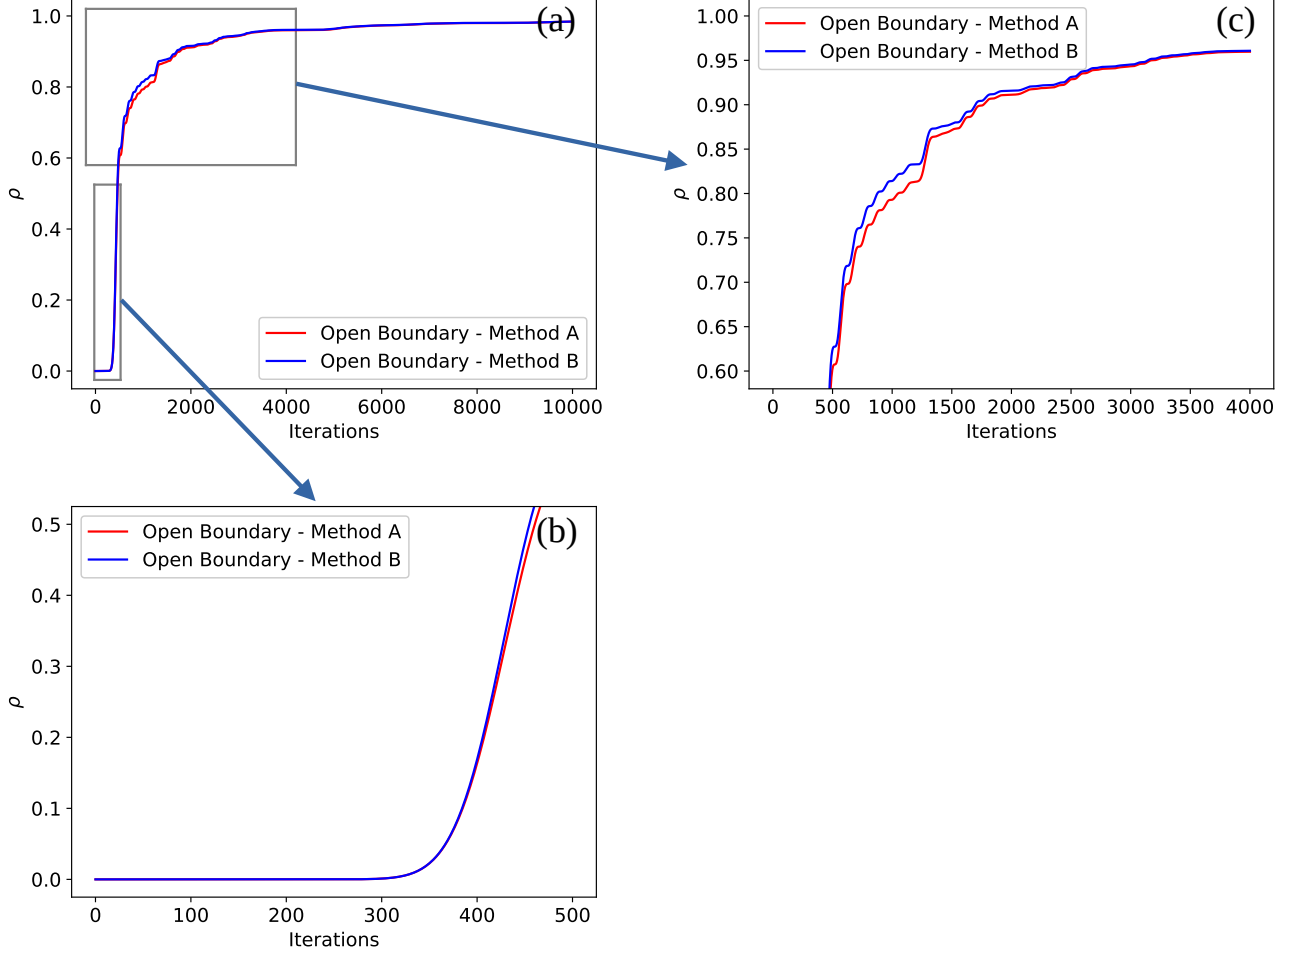 (a)
1.0
0.8
0.6
0.4
0.2
0.0
ρ
Open Boundary - Method A
Open Boundary - Method B
0 2000 4000 6000 8000 10000
Iterations
(c)
Open Boundary - Method A
Open Boundary - Method B
1.00
0.95
0.90
0.85
0.80
0.75
0.70
0.65
0.60
ρ
0 500 1000 1500 2000 2500 3000 3500 4000
Iterations
(b)
Open Boundary - Method A
Open Boundary - Method B
0.5
0.4
0.3
0.2
0.1
0.0
ρ
0 100 200 300 400 500
Iterations